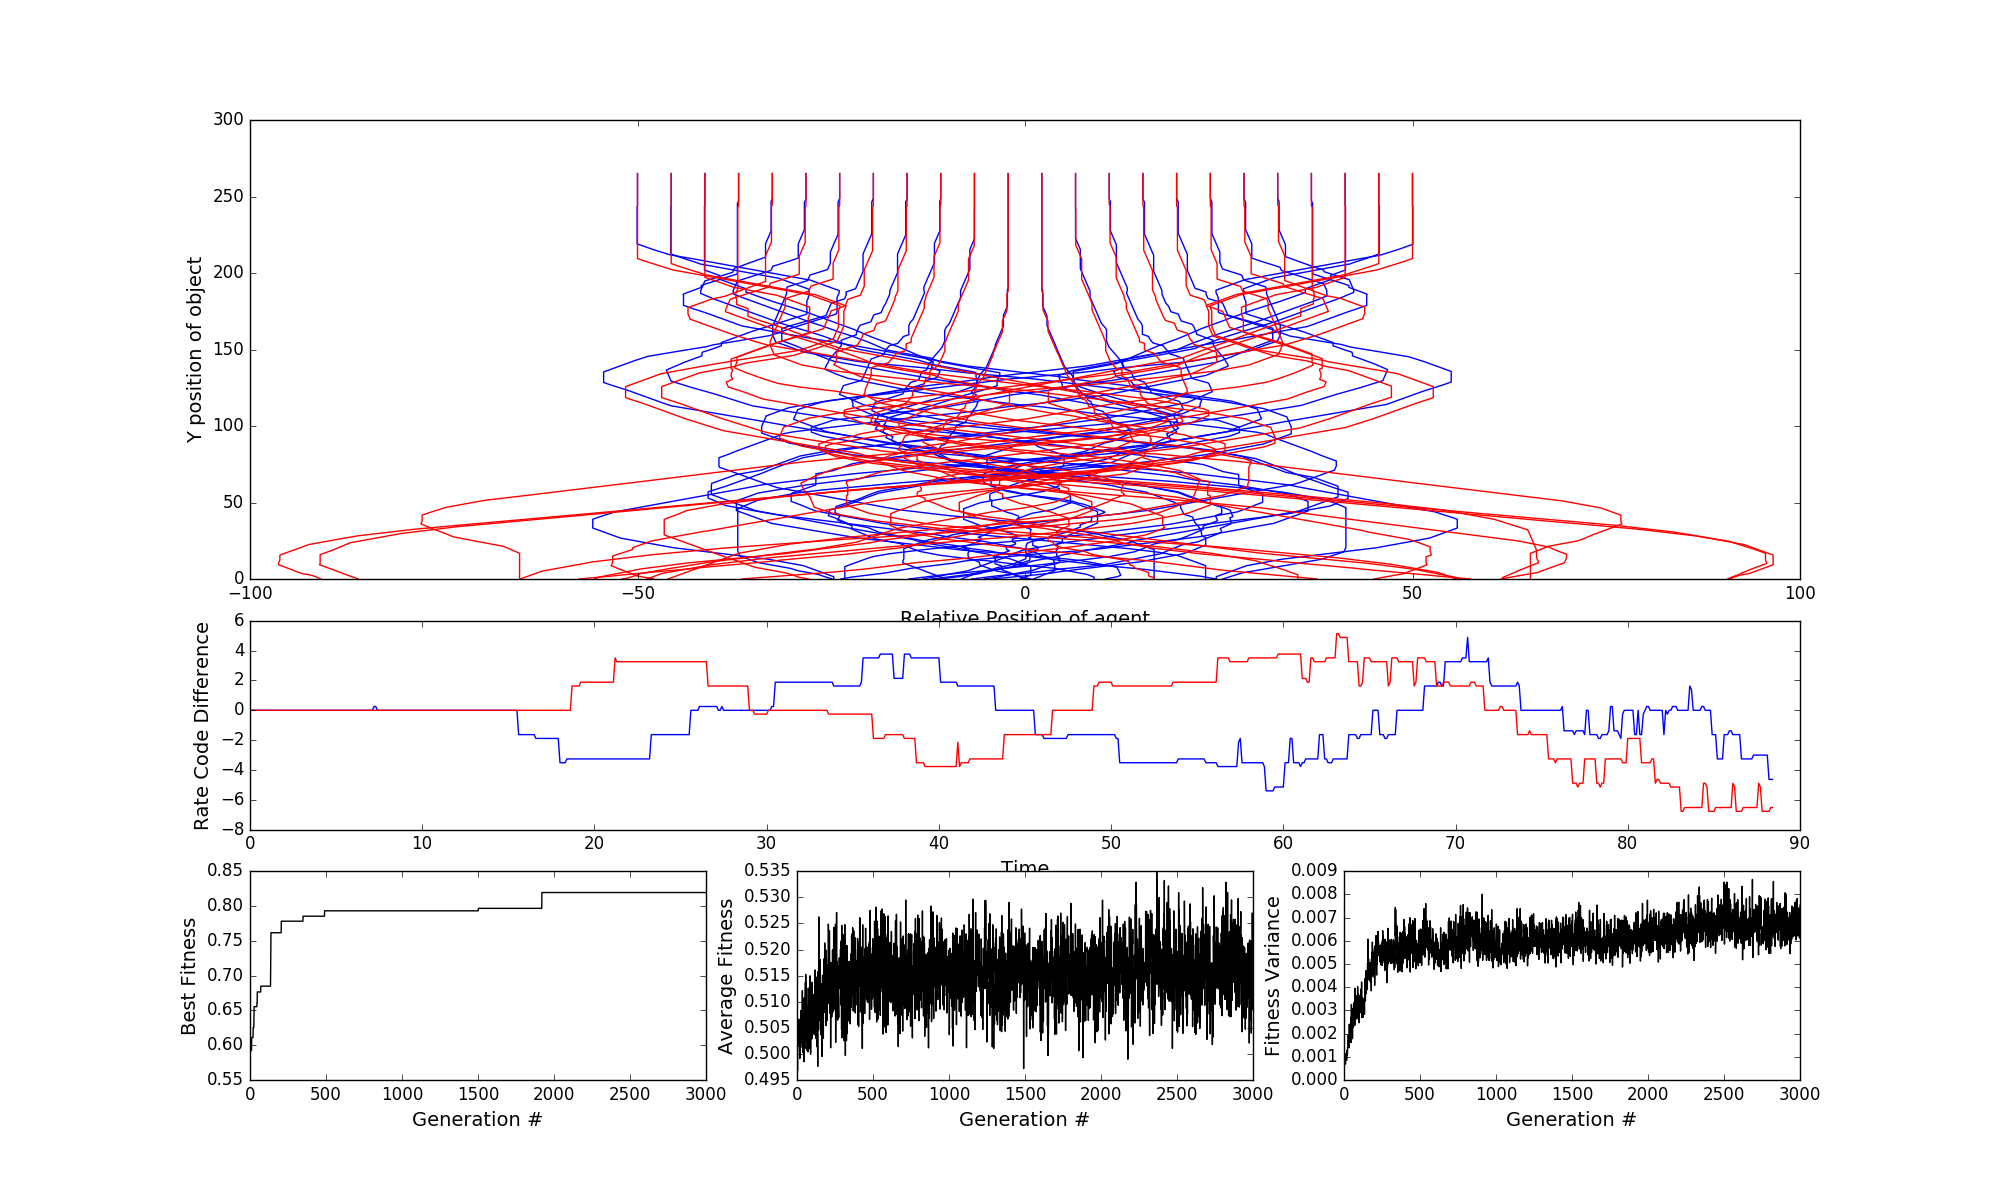 300
250
200
150
100
50
0
Y position of object
−100 −50 0 50 100
Relative Position of agent
6
4
2
0
−2
−4
−6
−8
Rate Code Difference
0 10 20 30 40 50 60 70 80 90
Time
0.85
0.80
0.75
0.70
0.65
0.60
0.55
Best Fitness
0 500 1000 1500 2000 2500 3000
Generation #
0.535
0.530
0.525
0.520
0.515
0.510
0.505
0.500
0.495
Average Fitness
0 500 1000 1500 2000 2500 3000
Generation #
0.009
0.008
0.007
0.006
0.005
0.004
0.003
0.002
0.001
0.000
Fitness Variance
0 500 1000 1500 2000 2500 3000
Generation #